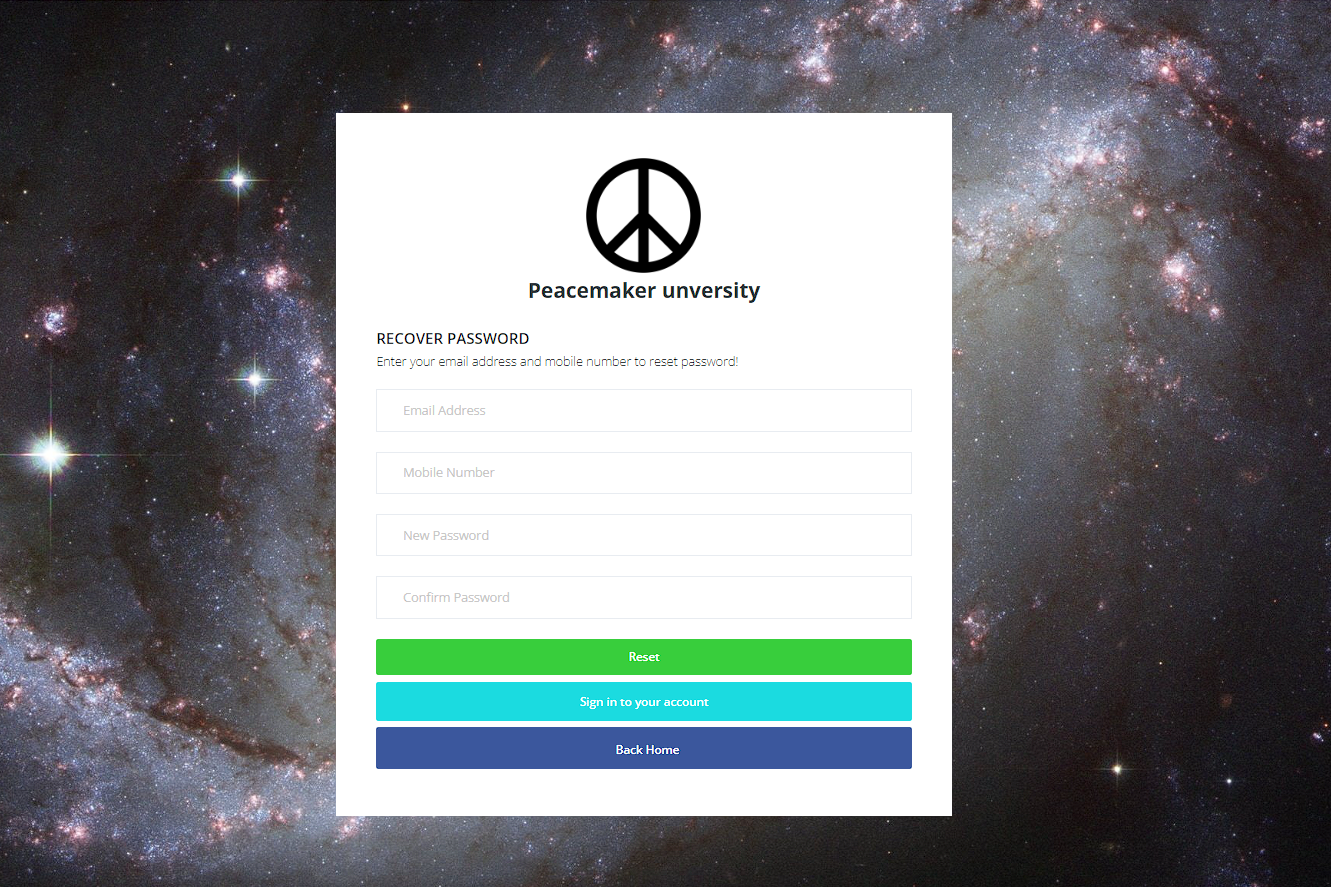 Peacemaker unversity
RECOVER PASSWORD
Enter your email address and mobile number to reset password!
Email Address
Mobile Number
New Password
Confirm Password
Reset
Sign in to your account
Back Home